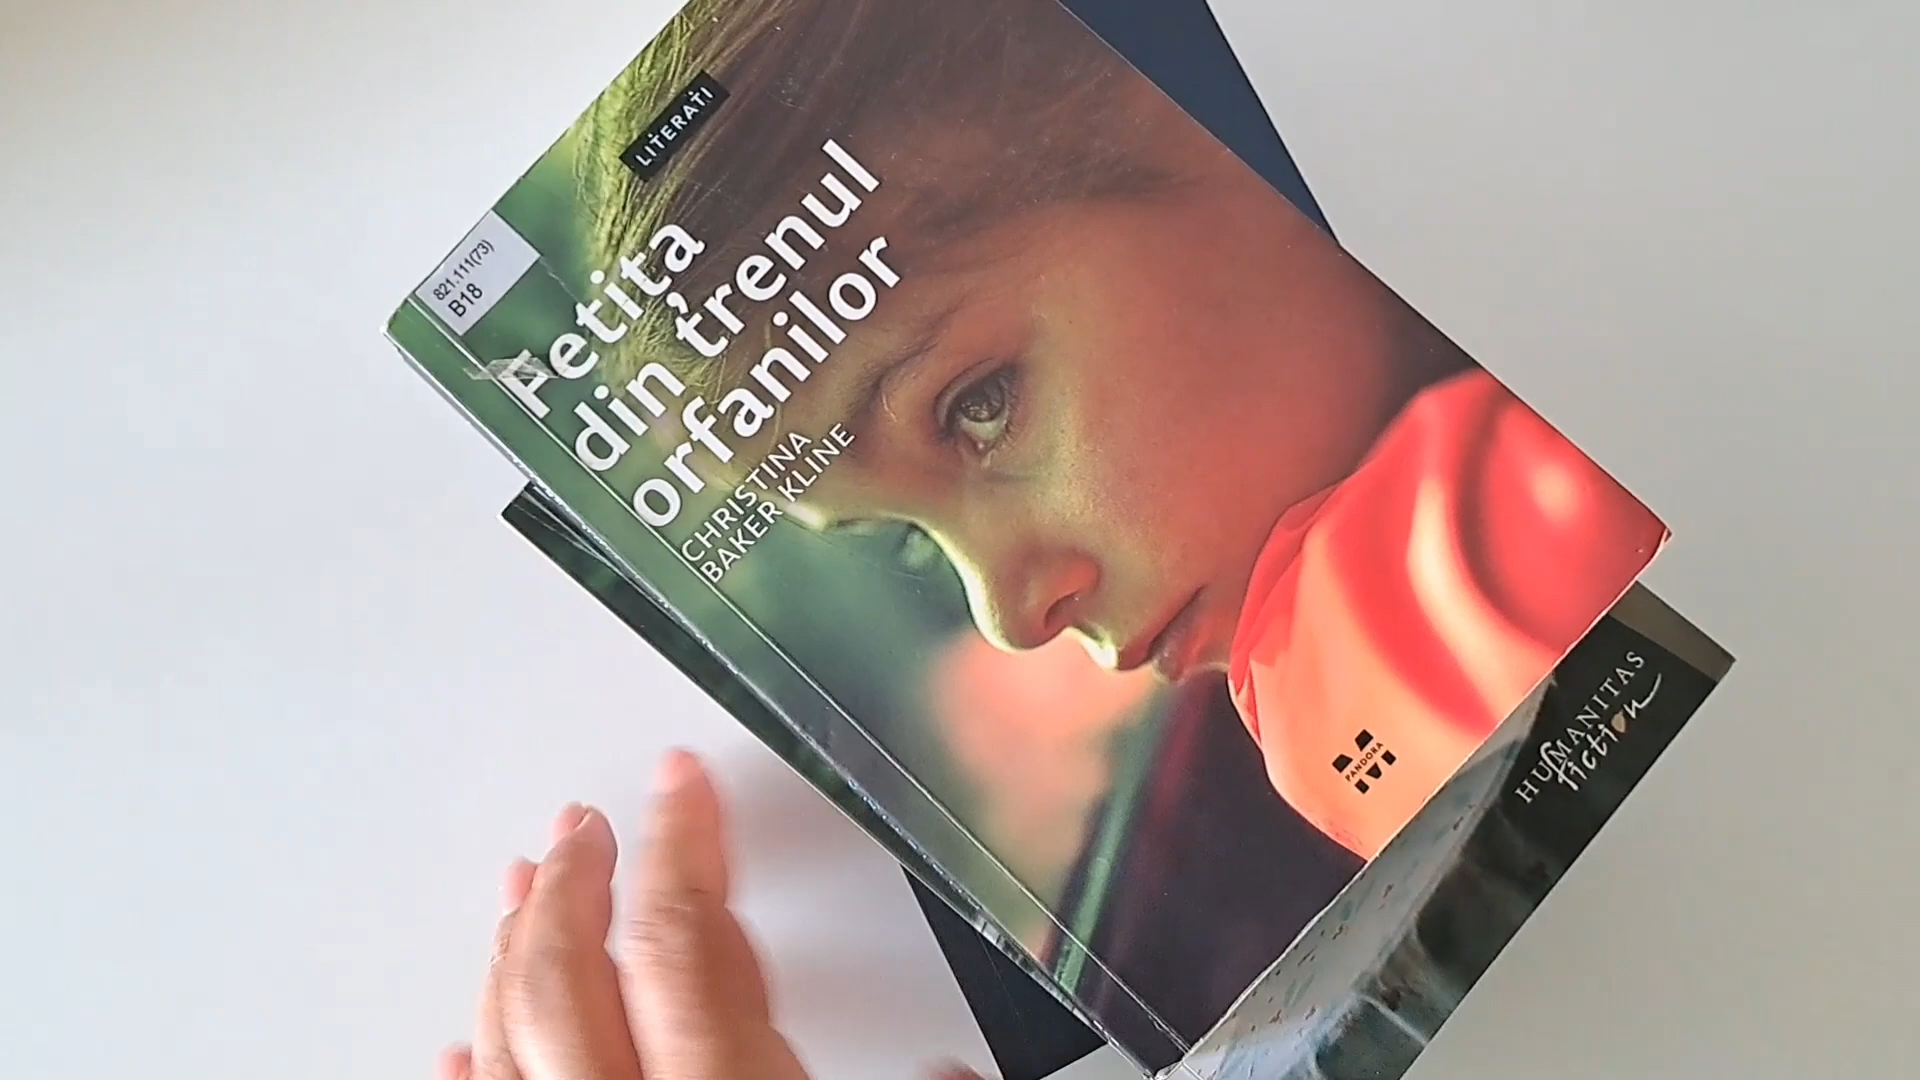 LITERAȚI
821.111(73)
B18
Fetița
din trenul
orfanilor
CHRISTINA
BAKER KLINE
PANDORA
M
HUMANITAS
fiction